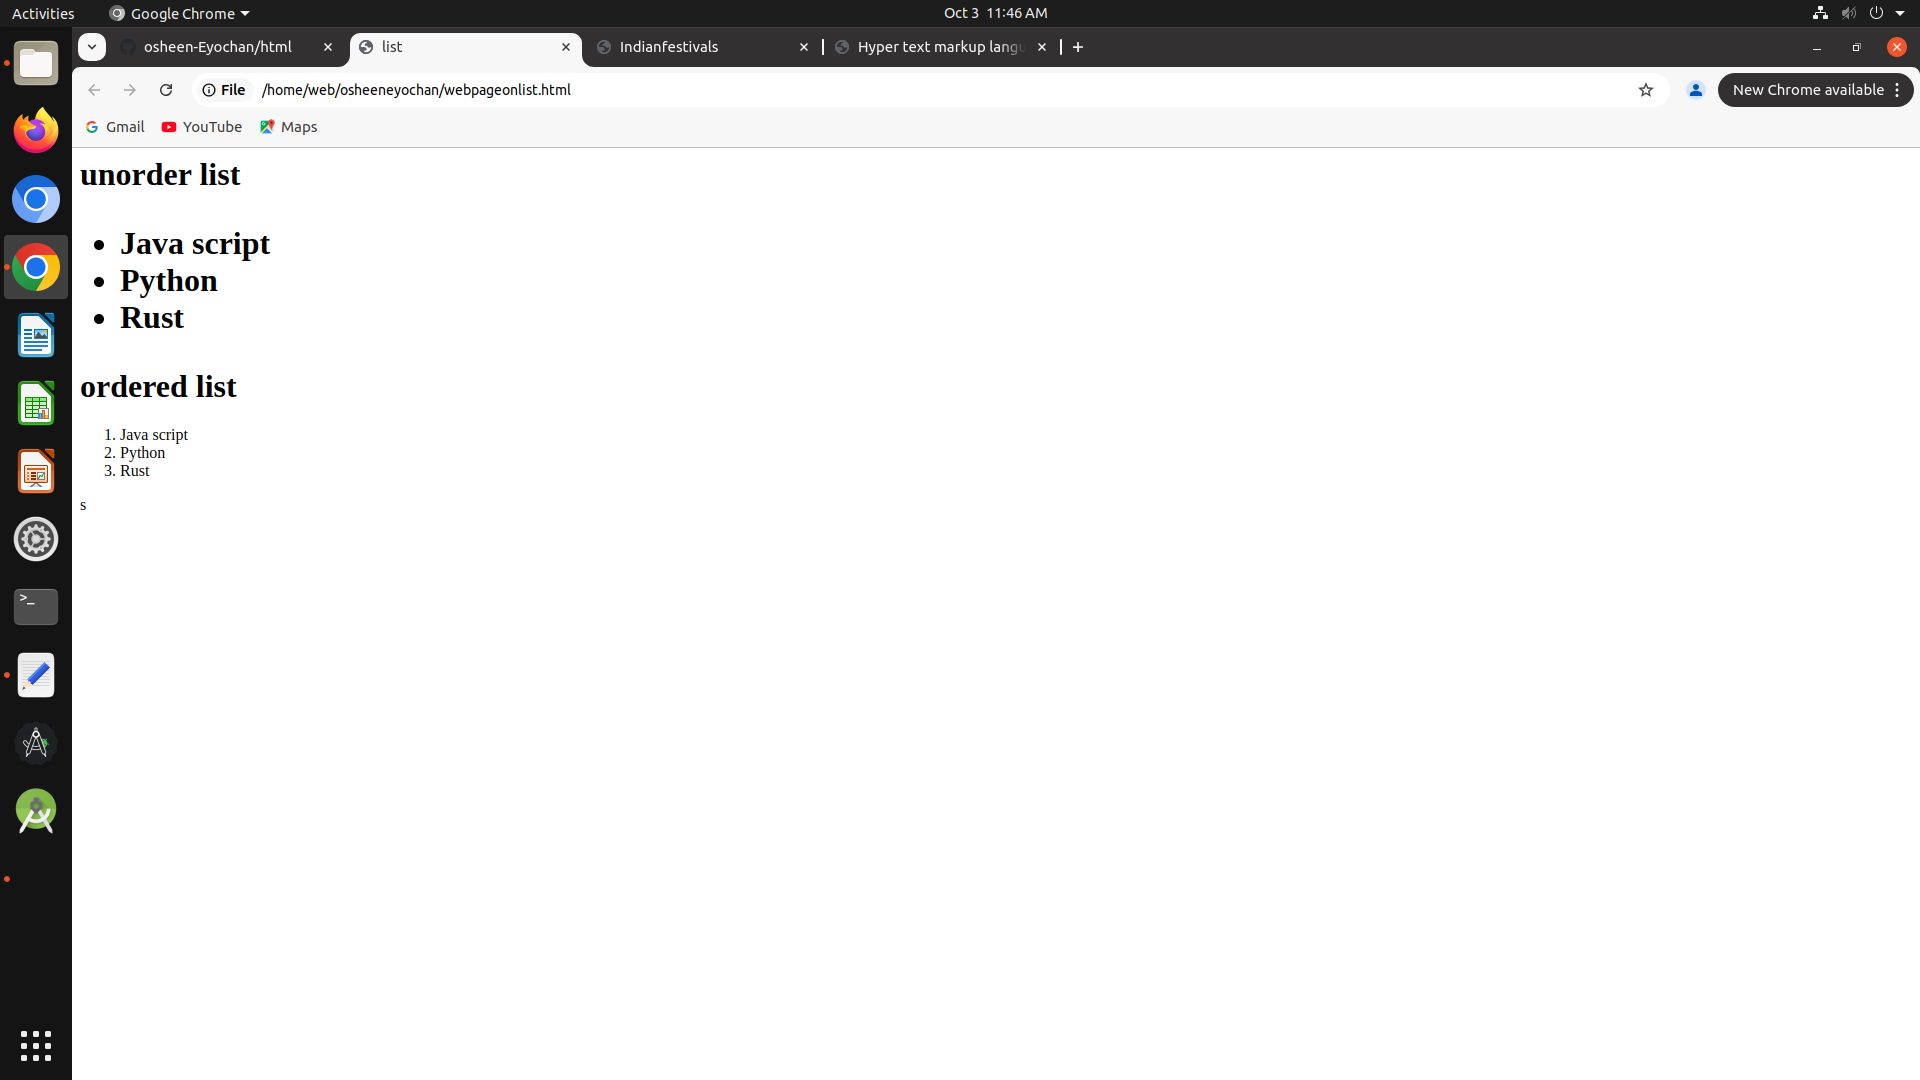 Activities
Google Chrome
Oct 3 11:46 AM
osheen-Eyochan/html
list
Indianfestivals
Hyper text markup langu
File
/home/web/osheeneyochan/webpageonlist.html
New Chrome available
Gmail
YouTube
Maps
unorder list
• Java script
• Python
• Rust
ordered list
1. Java script
2. Python
3. Rust
s